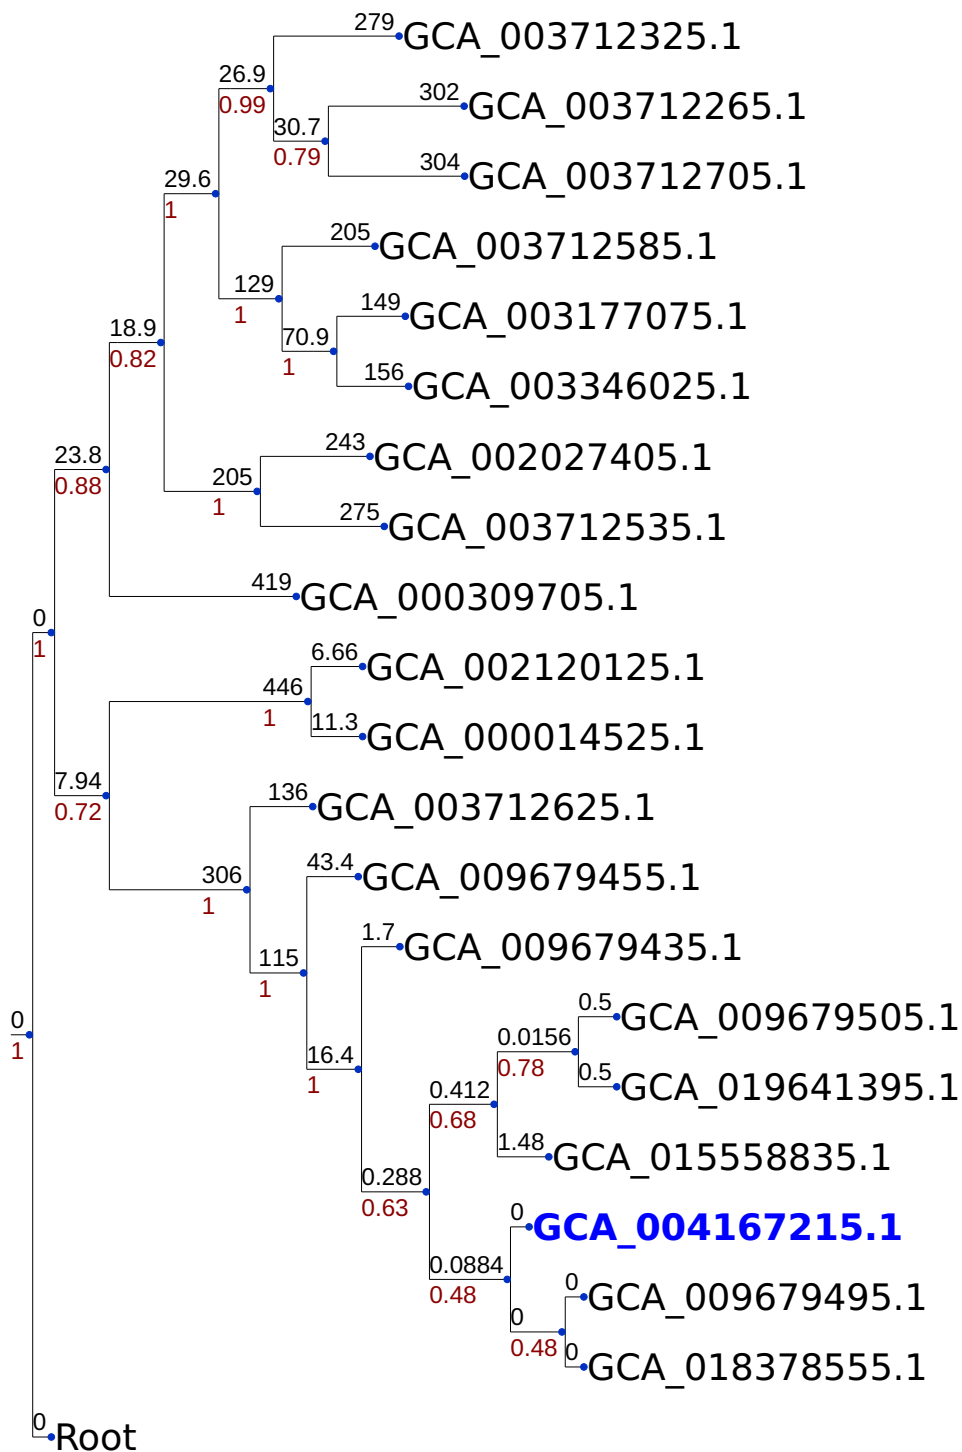 279 GCA_003712325.1
26.9
0.99
302 GCA_003712265.1
30.7
0.79
304 GCA_003712705.1
29.6
1
205 GCA_003712585.1
129
1
149 GCA_003177075.1
70.9
1
18.9
0.82
156 GCA_003346025.1
23.8
0.88
243 GCA_002027405.1
205
1
275 GCA_003712535.1
419 GCA_000309705.1
0
1
6.66 GCA_002120125.1
446
1
11.3 GCA_000014525.1
7.94
0.72
136 GCA_003712625.1
306
1
43.4 GCA_009679455.1
115
1
1.7 GCA_009679435.1
0.5 GCA_009679505.1
0
1
0.0156
0.78
16.4
1
0.5 GCA_019641395.1
0.412
0.68
1.48 GCA_015558835.1
0.288
0.63
0 GCA_004167215.1
0.0884
0.48
0 GCA_009679495.1
0
0.48
0 GCA_018378555.1
0 Root